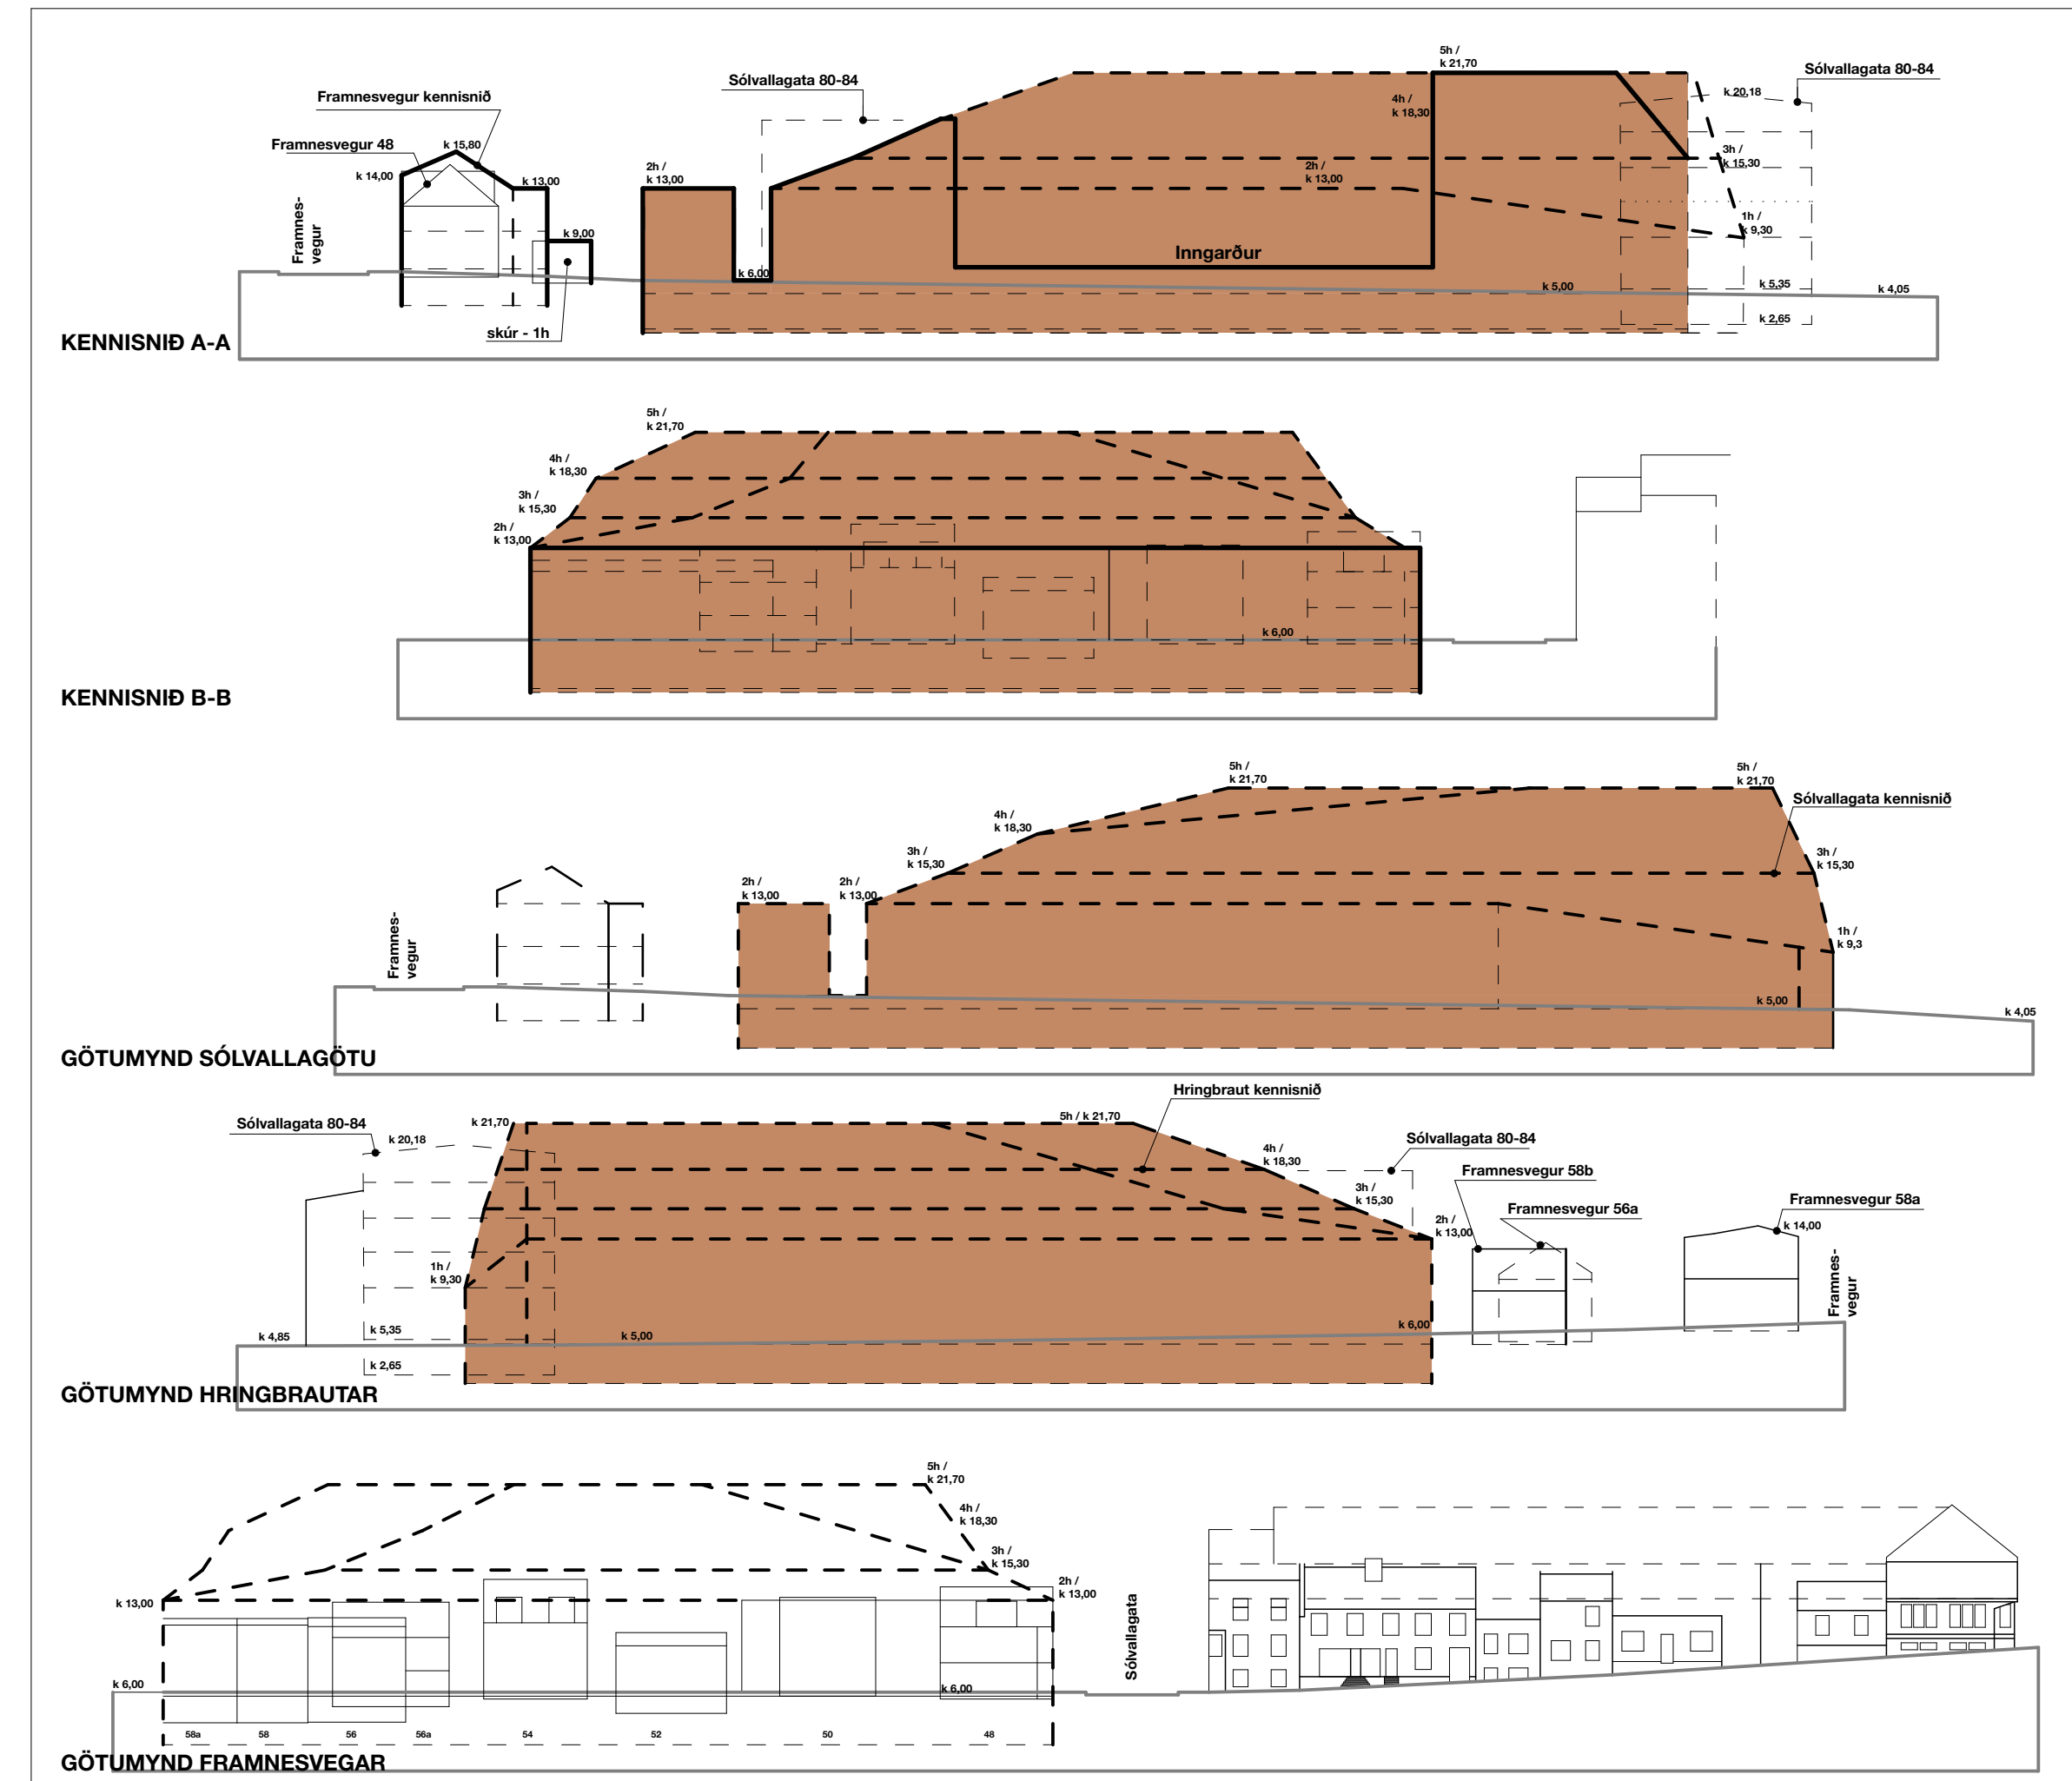 5h /
k 21,70
Sólvallagata 80-84
Sólvallagata 80-84
Framnesvegur kennisnið
4h /
k 18,30
k 20,18
Framnesvegur 48
k 15,80
k 14,00
k 13,00
2h /
k 13,00
2h /
k 13,00
3h /
k 15,30
Framnes-
vegur
k 9,00
1h /
k 9,30
Inngarður
k 6,00
k 5,00
k 5,35
k 4,05
k 2,65
skúr - 1h
KENNISNIÐ A-A
5h /
k 21,70
4h /
k 18,30
3h /
k 15,30
2h /
k 13,00
k 6,00
KENNISNIÐ B-B
5h /
k 21,70
5h /
k 21,70
Sólvallagata kennisnið
4h /
k 18,30
3h /
k 15,30
3h /
k 15,30
2h /
k 13,00
2h /
k 13,00
Framnes-
vegur
1h /
k 9,3
k 5,00
k 4,05
GÖTUMYND SÓLVALLAGÖTU
Hringbraut kennisnið
Sólvallagata 80-84
k 21,70
5h / k 21,70
k 20,18
Sólvallagata 80-84
4h /
k 18,30
Framnesvegur 58b
3h /
k 15,30
Framnesvegur 56a
Framnesvegur 58a
2h /
k 13,00
k 14,00
1h /
k 9,30
Framnes-
vegur
k 4,85
k 5,35
k 5,00
k 6,00
k 2,65
GÖTUMYND HRINGBRAUTAR
5h /
k 21,70
4h /
k 18,30
3h /
k 15,30
2h /
k 13,00
k 13,00
Sólvallagata
k 6,00
k 6,00
58a 58 56 56a 54 52 50 48
GÖTUMYND FRAMNESVEGAR